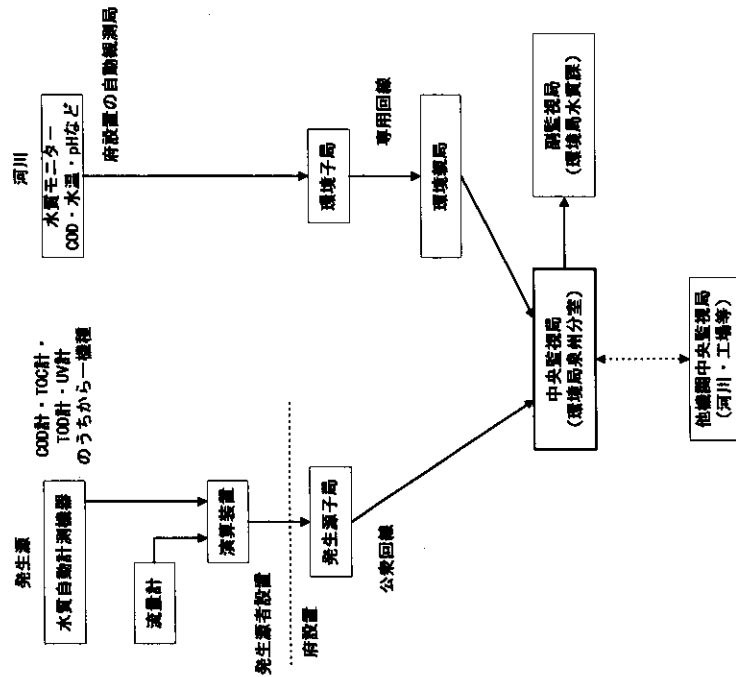 発生源
水質自動計測機器
COD計・TOC計・
TOD計・UV計
のうちから一機種
流量計
演算装置
発生源者設置
府設置
発生源子局
公衆回線
河川
水質モニター
COD・水温・pHなど
府設置の自動観測局
環境子局
専用回線
環境親局
中央監視局
(環境局泉州分室)
副監視局
(環境局水質課)
他機関中央監視局
(河川・工場等)